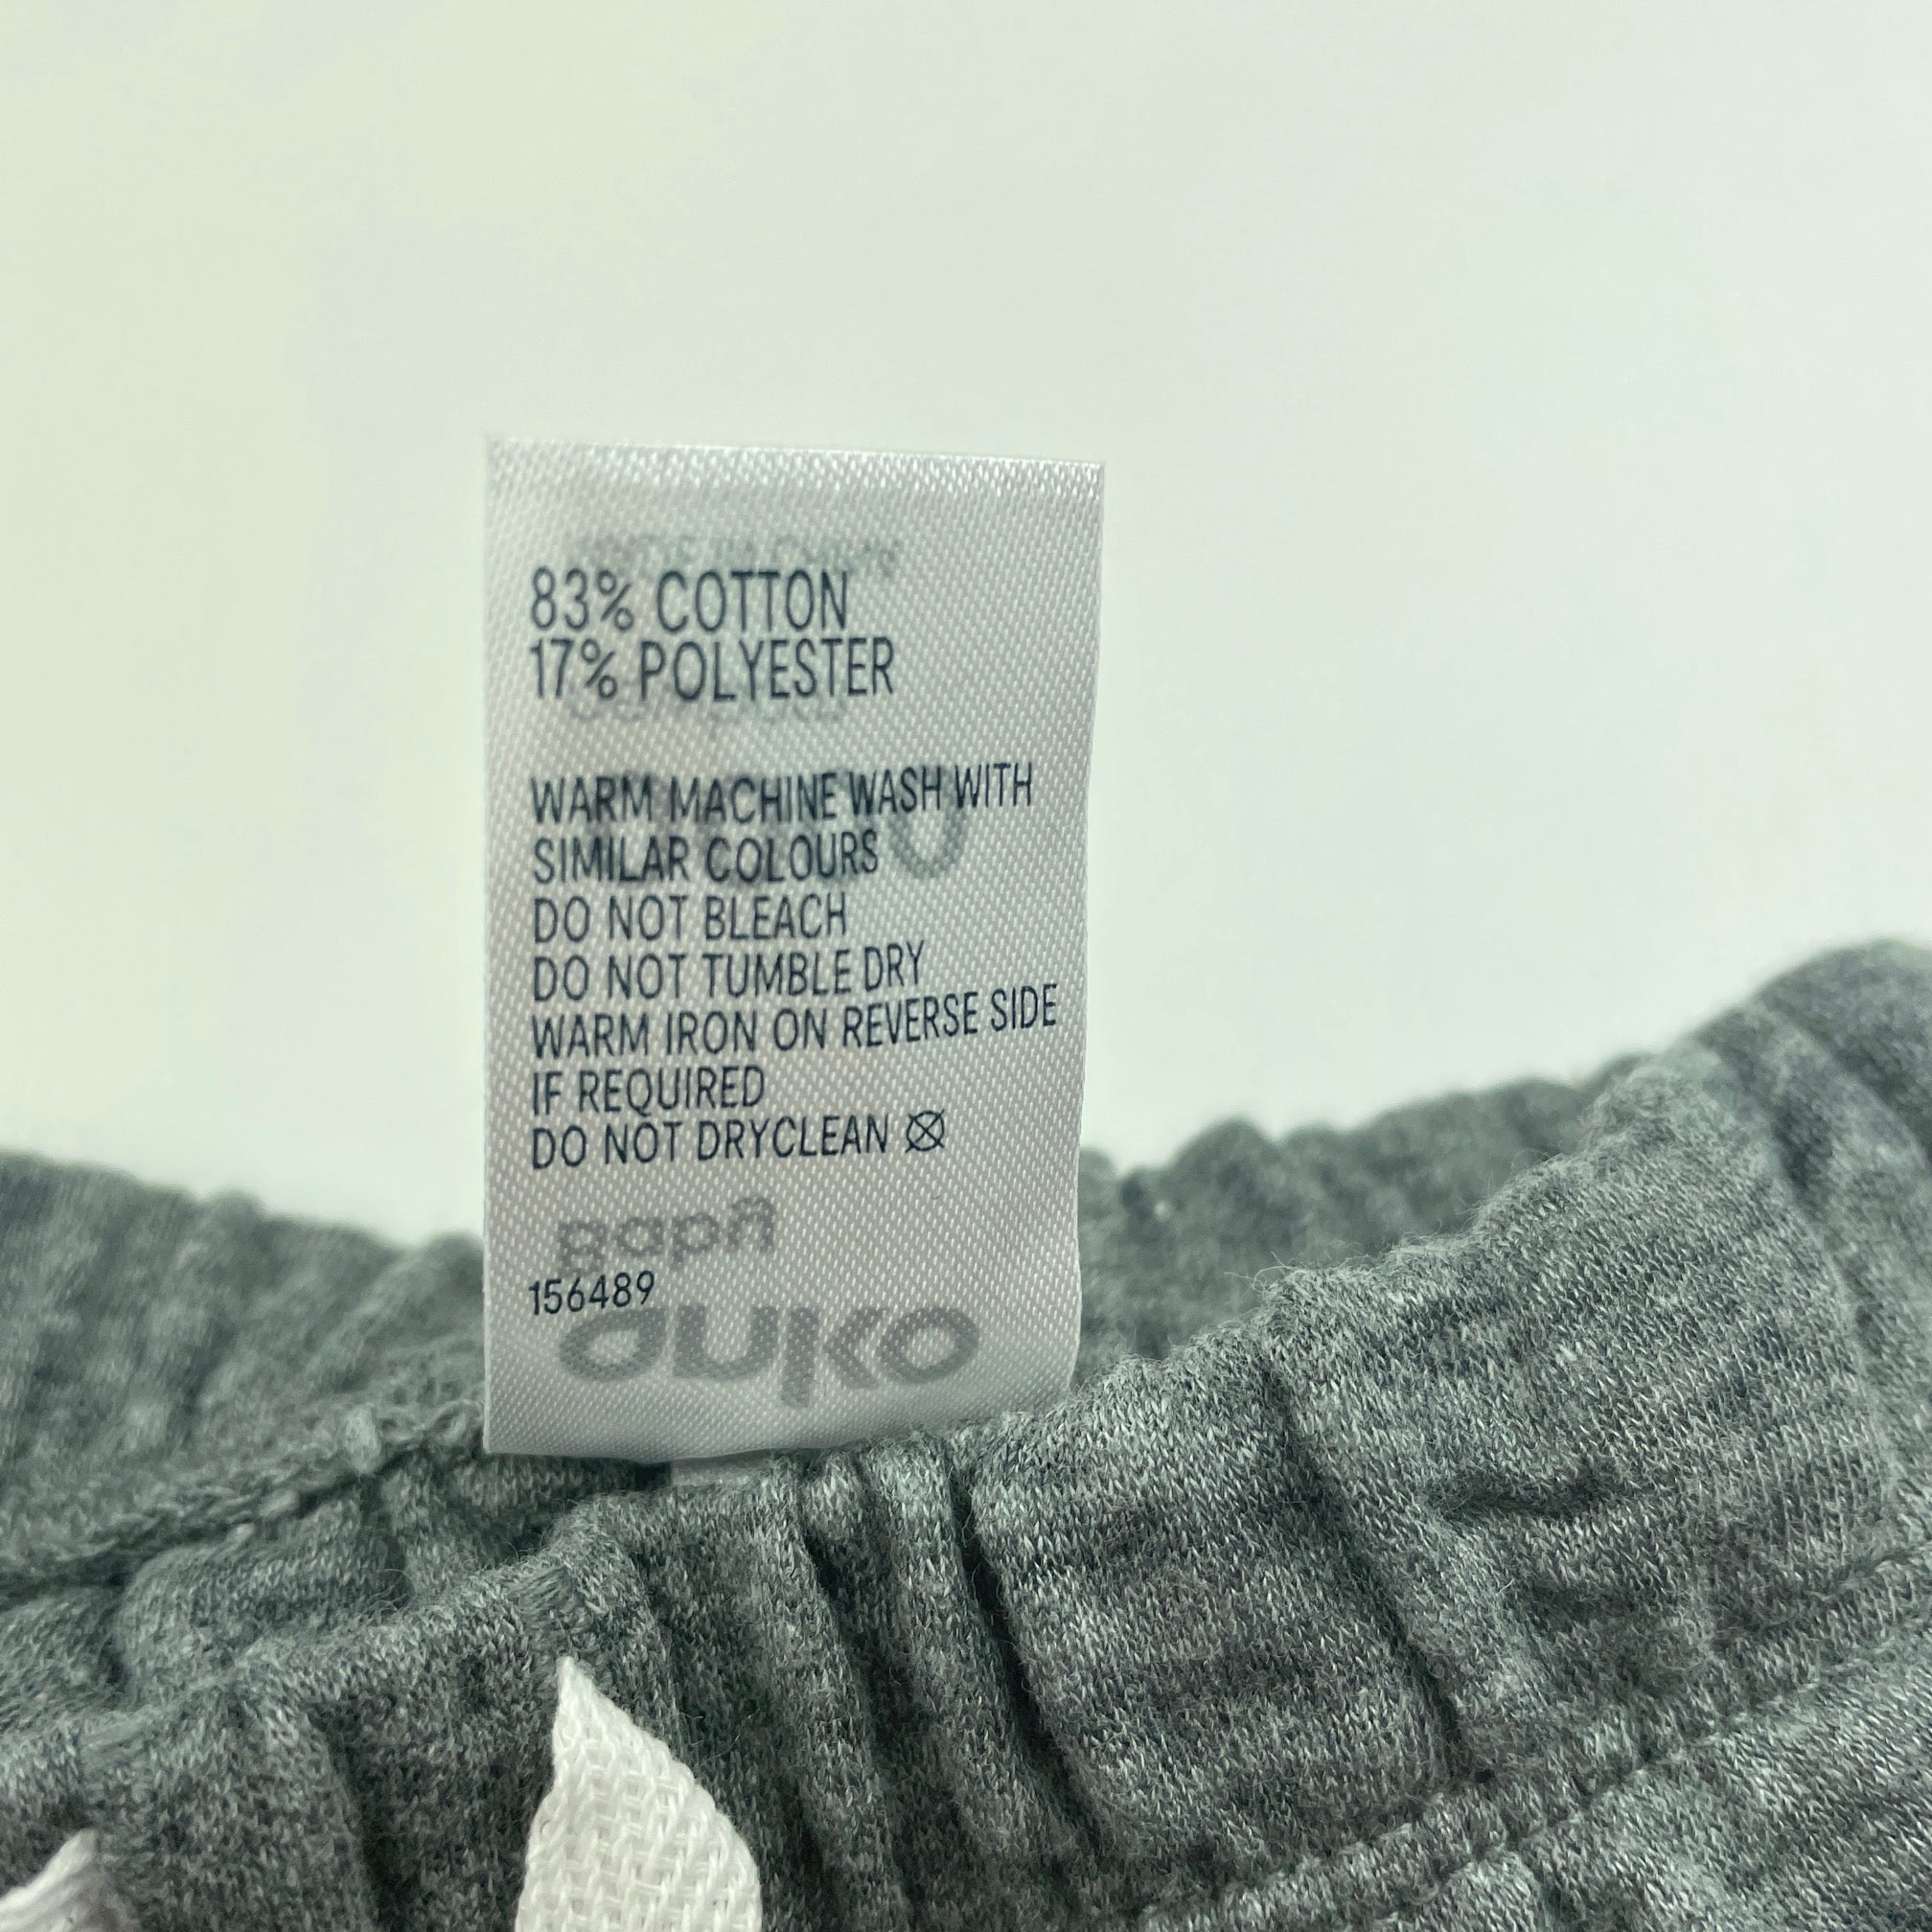 83% COTTON
17% POLYESTER
WARM MACHINE WASH WITH
SIMILAR COLOURS
DO NOT BLEACH
DO NOT TUMBLE DRY
WARM IRON ON REVERSE SIDE
IF REQUIRED
DO NOT DRYCLEAN
156489